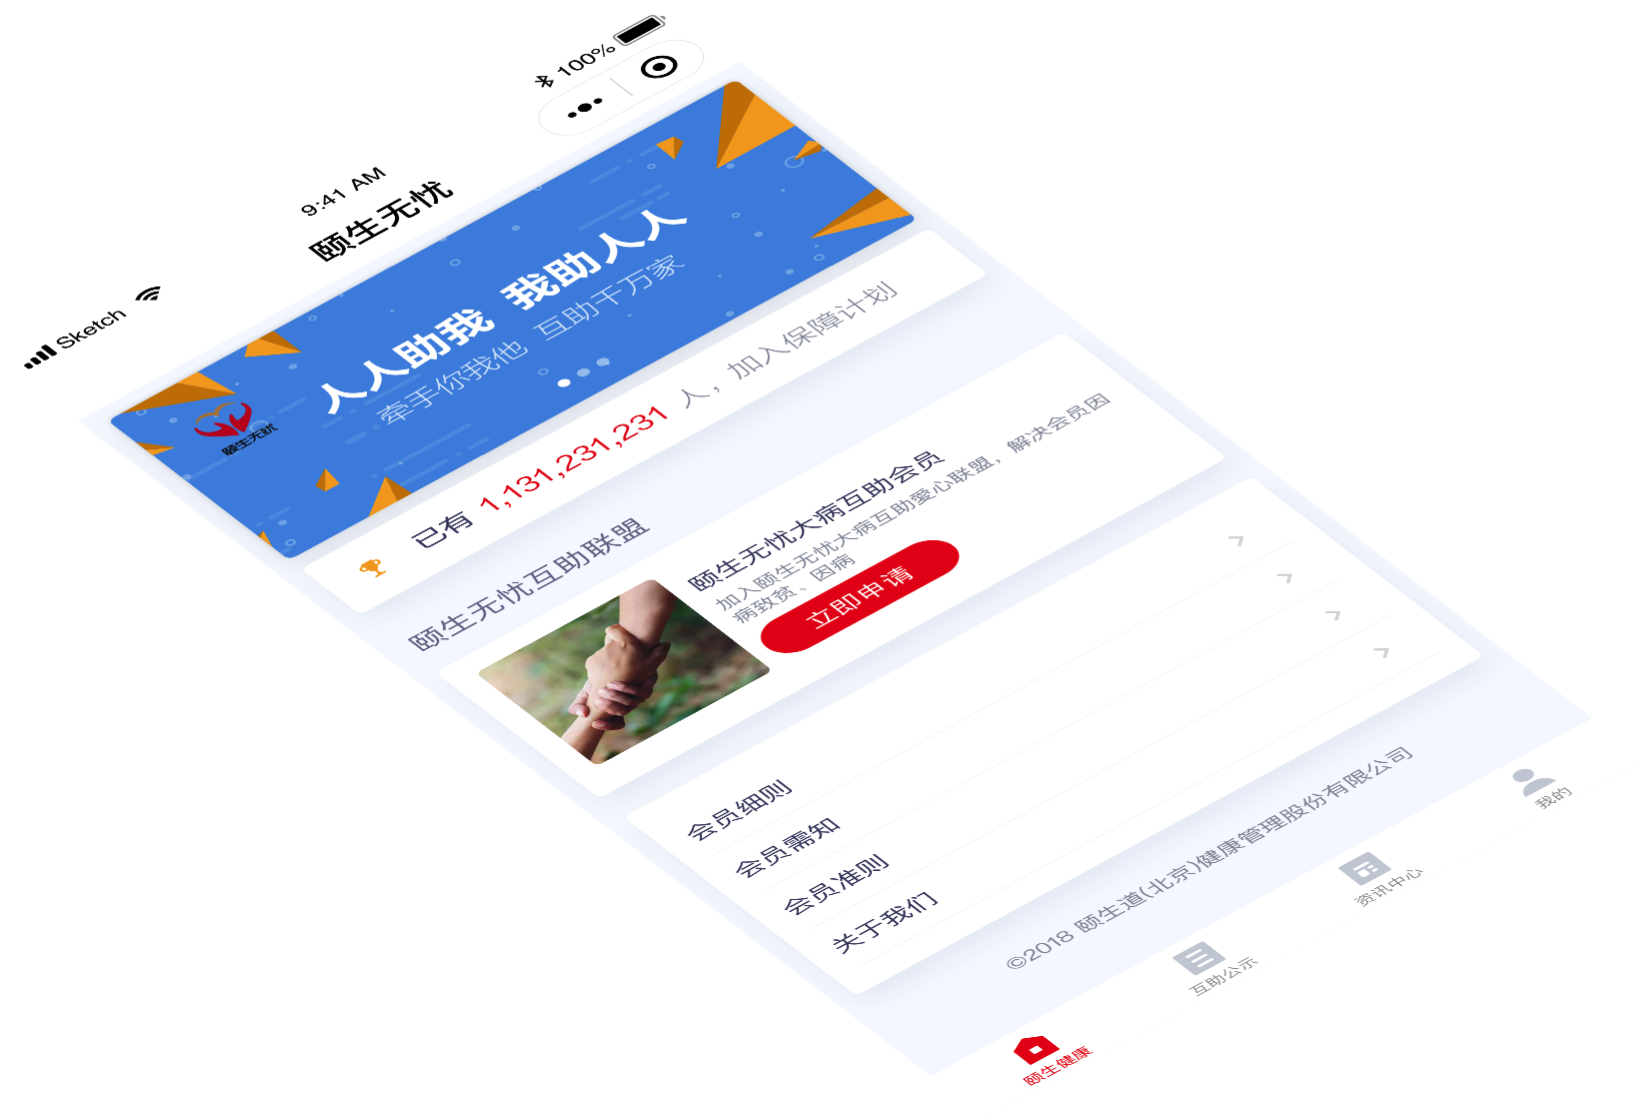 Sketch
9:41 AM
100%
颐生无忧
人人助我 我助人人
牵手你我他 互助千万家
颐生无忧
已有 1,131,231,231 人，加入保障计划
颐生无忧互助联盟
颐生无忧大病互助会员
加入颐生无忧大病互助爱心联盟，解决会员因
病致贫、因病
立即申请
会员细则
会员需知
会员准则
关于我们
©2018 颐生道(北京)健康管理股份有限公司
颐生健康
互助公示
资讯中心
我的